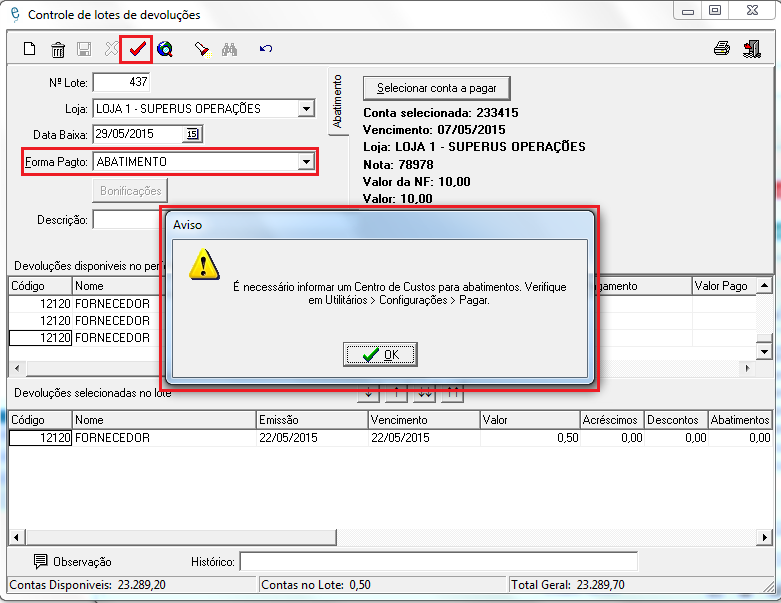 Controle de lotes de devoluções
Nº Lote: 437
Loja: LOJA 1 - SUPERUS OPERAÇÕES
Data Baixa: 29/05/2015 15
Forma Pagto: ABATIMENTO
Bonificações
Descrição:
Abatimento
Selecionar conta a pagar
Conta selecionada: 233415
Vencimento: 07/05/2015
Loja: LOJA 1 - SUPERUS OPERAÇÕES
Nota: 78978
Valor da NF: 10,00
Valor: 10,00
Aviso
É necessário informar um Centro de Custos para abatimentos. Verifique
em Utilitários > Configurações > Pagar.
OK
Devoluções disponiveis no
Código Nome Valor Pago
12120 FORNECEDOR
12120 FORNECEDOR
12120 FORNECEDOR
Devoluções selecionadas no lote
Código Nome Emissão Vencimento Valor Acréscimos Descontos Abatimentos
12120 FORNECEDOR 22/05/2015 22/05/2015 0,50 0,00 0,00 0,00
Observação Histórico:
Contas Disponiveis: 23.289,20 Contas no Lote: 0,50 Total Geral: 23.289,70